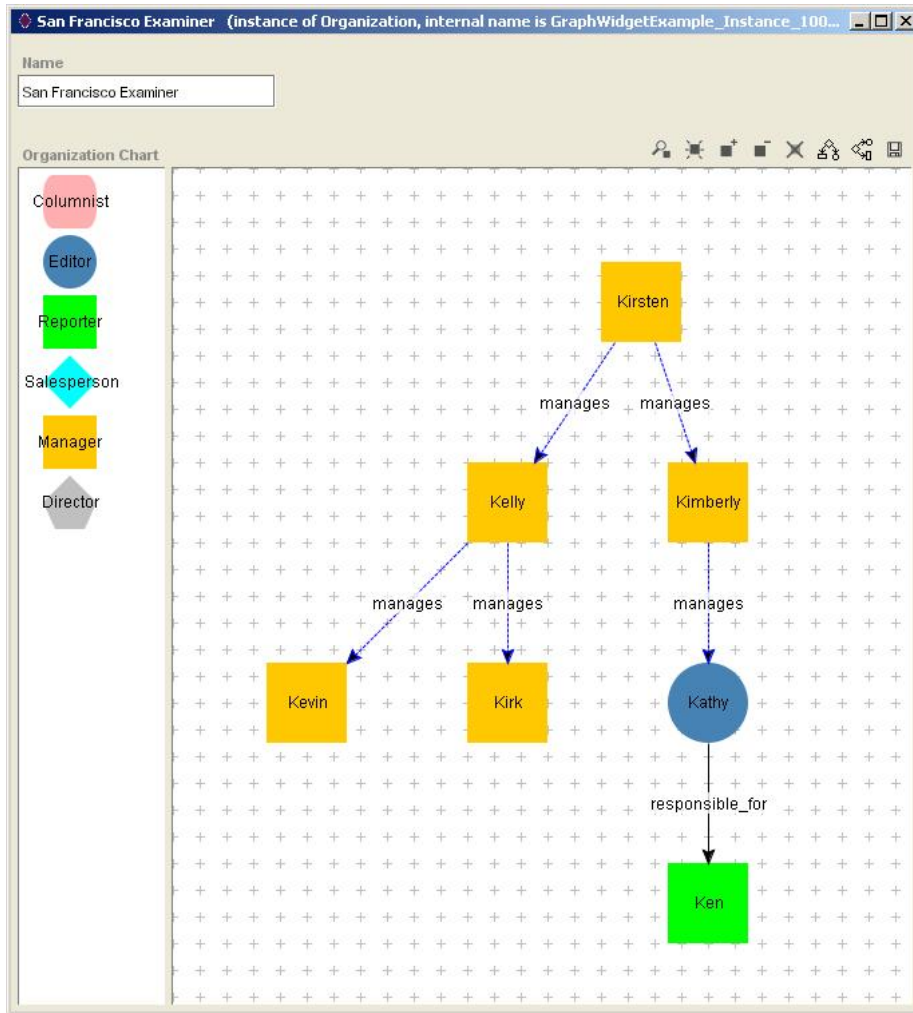 San Francisco Examiner (instance of Organization, internal name is GraphWidgetExample_Instance_100...
Name
San Francisco Examiner
Organization Chart
Columnist
Editor
Reporter
Salesperson
Manager
Director
Kirsten
manages manages
Kelly Kimberly
manages manages manages
Kevin Kirk Kathy
responsible_for
Ken